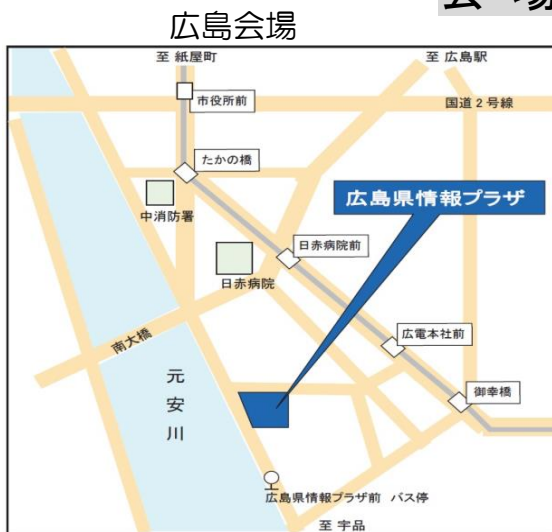 会場
広島会場
至 紙屋町
至 広島駅
市役所前
国道2号線
たかの橋
広島県情報プラザ
中消防署
日赤病院前
日赤病院
広電本社前
南大橋
御幸橋
元安川
広島県情報プラザ前 バス停
至 宇品